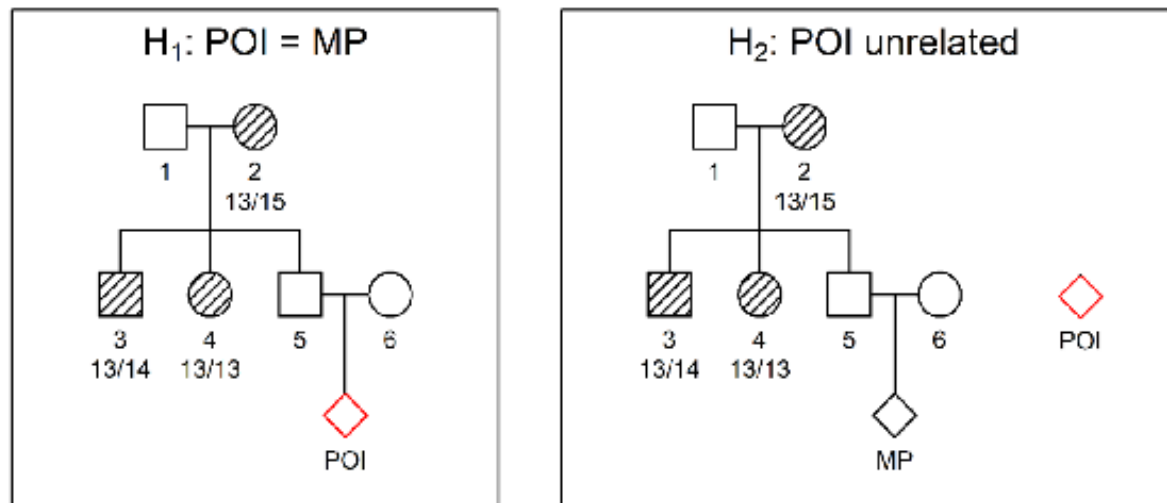 H₁: POI = MP
1 2
13/15
3 4 5 6
13/14 13/13
POI
H₂: POI unrelated
1 2
13/15
3 4 5 6 POI
13/14 13/13
MP